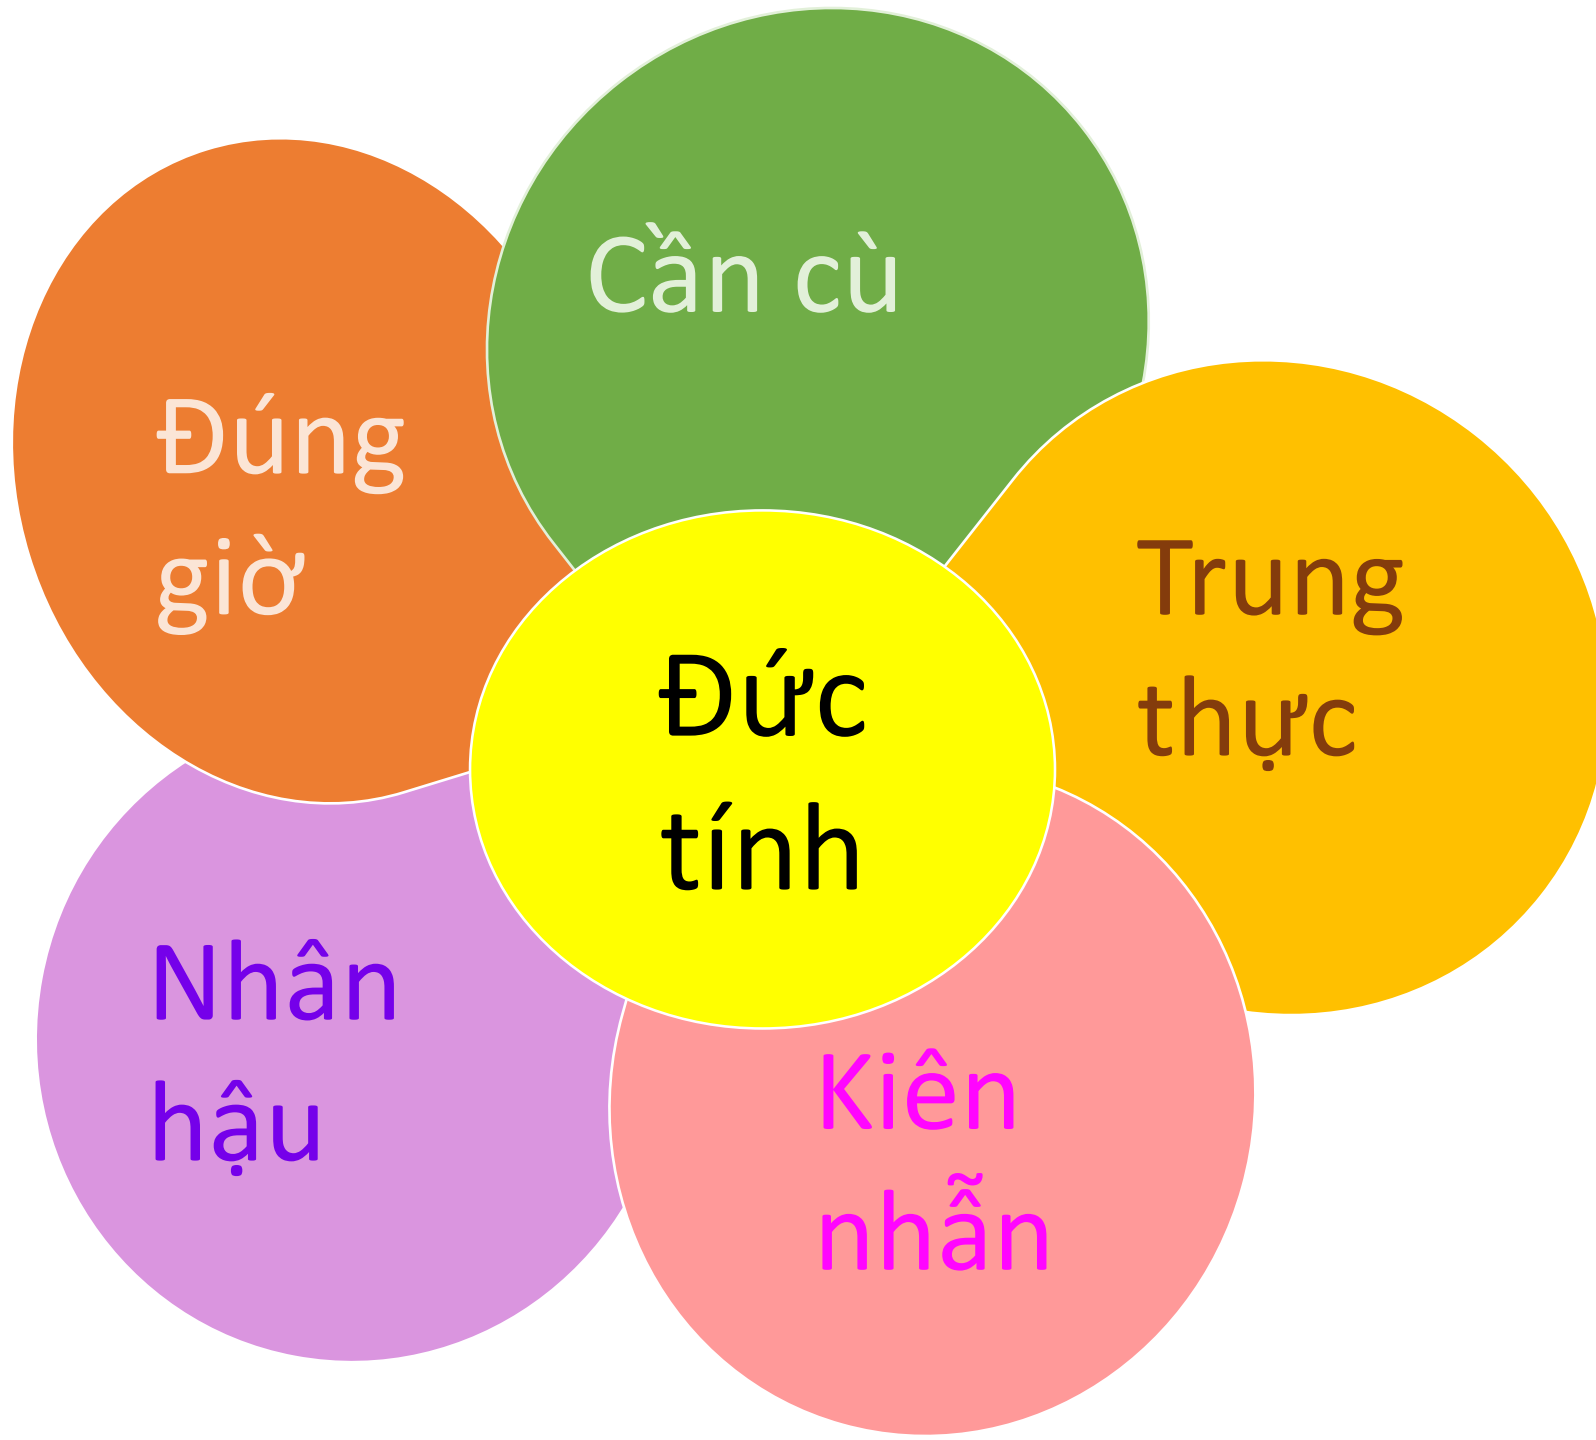 Cần cù
Đúng
giờ
Trung
thực
Đức
tính
Nhân
hậu
Kiên
nhẫn